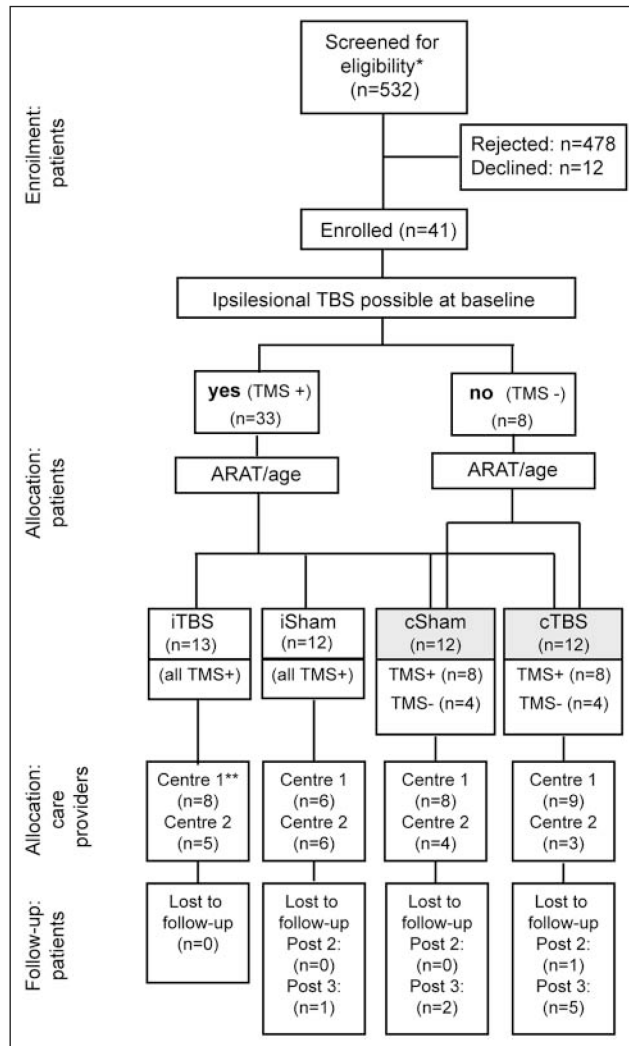 Enrollment:
patients
Screened for
eligibility*
(n=532)
Rejected: n=478
Declined: n=12
Enrolled (n=41)
Ipsilesional TBS possible at baseline
Allocation:
patients
yes (TMS +)
(n=33)
no (TMS -)
(n=8)
ARAT/age
ARAT/age
iTBS
(n=13)
(all TMS+)
iSham
(n=12)
(all TMS+)
cSham
(n=12)
TMS+ (n=8)
TMS- (n=4)
cTBS
(n=12)
TMS+ (n=8)
TMS- (n=4)
Allocation:
care
providers
Centre 1**
(n=8)
Centre 2
(n=5)
Centre 1
(n=6)
Centre 2
(n=6)
Centre 1
(n=8)
Centre 2
(n=4)
Centre 1
(n=9)
Centre 2
(n=3)
Follow-up:
patients
Lost to
follow-up
(n=0)
Lost to
follow-up
Post 2:
(n=0)
Post 3:
(n=1)
Lost to
follow-up
Post 2:
(n=0)
Post 3:
(n=2)
Lost to
follow-up
Post 2:
(n=1)
Post 3:
(n=5)